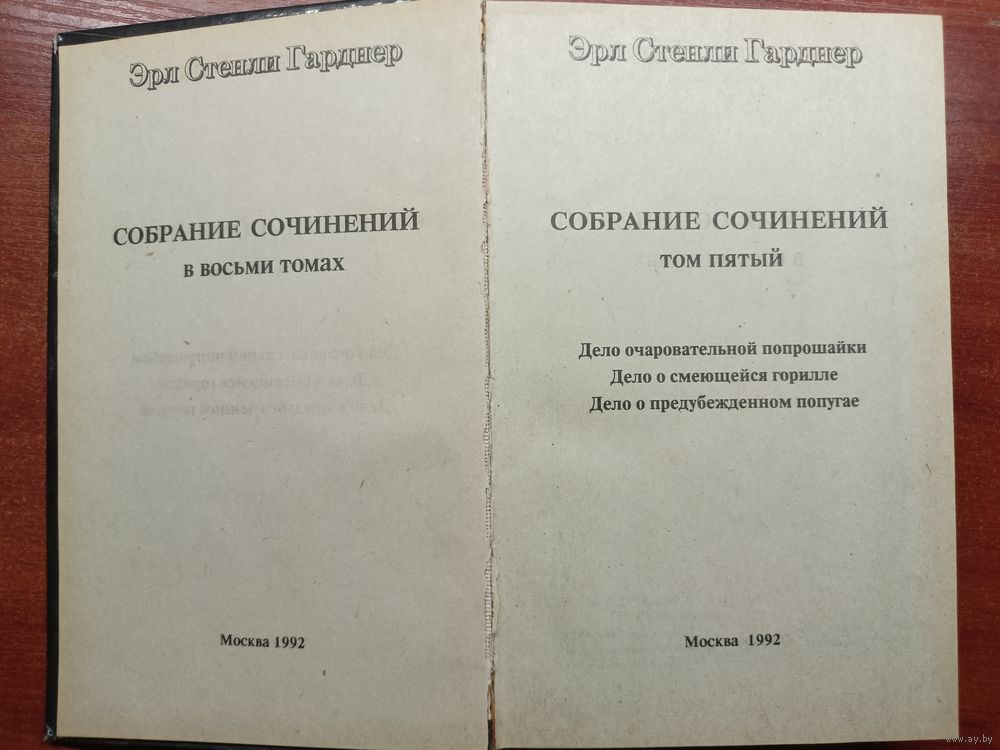 Эрл Стенли Гарднер
СОБРАНИЕ СОЧИНЕНИЙ
в восьми томах
Москва 1992
Эрл Стенли Гарднер
СОБРАНИЕ СОЧИНЕНИЙ
том пятый
Дело очаровательной попрошайки
Дело о смеющейся горилле
Дело о предубежденном попугае
Москва 1992
www.ay.by